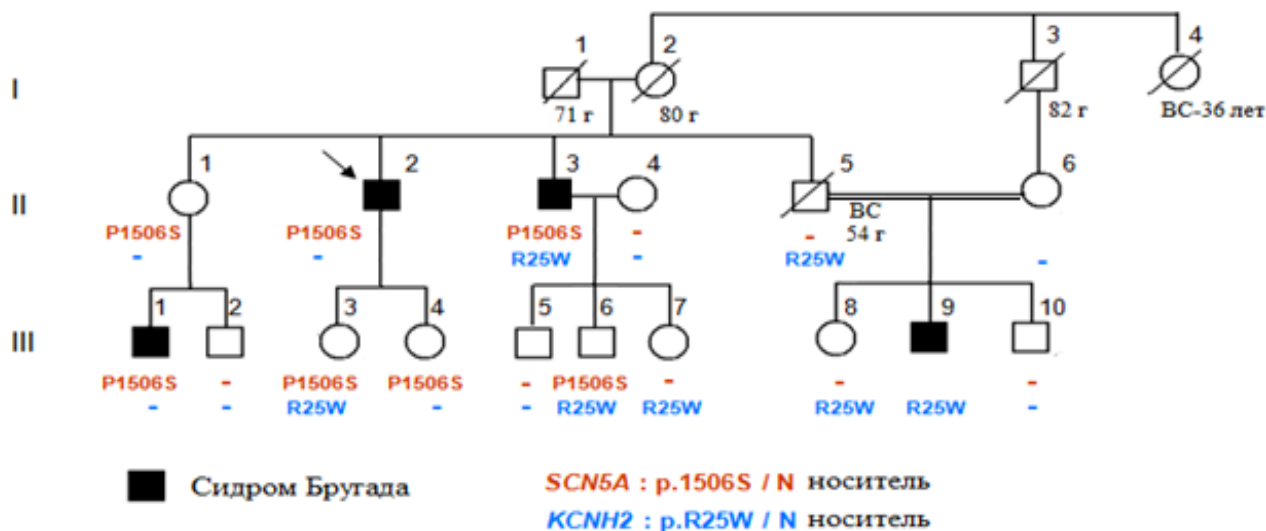 1 2 3 4
I
71 г 80 г 82 г ВС-36 лет
1 2 3 4 5 6
II
ВС
54 г
P1506S P1506S P1506S - -
- - R25W - R25W -
1 2 3 4 5 6 7 8 9 10
III
P1506S - P1506S P1506S - P1506S - - -
- - R25W - - R25W R25W R25W R25W -
Сидром Бругада
SCN5A : p.1506S / N носитель
KCNH2 : p.R25W / N носитель